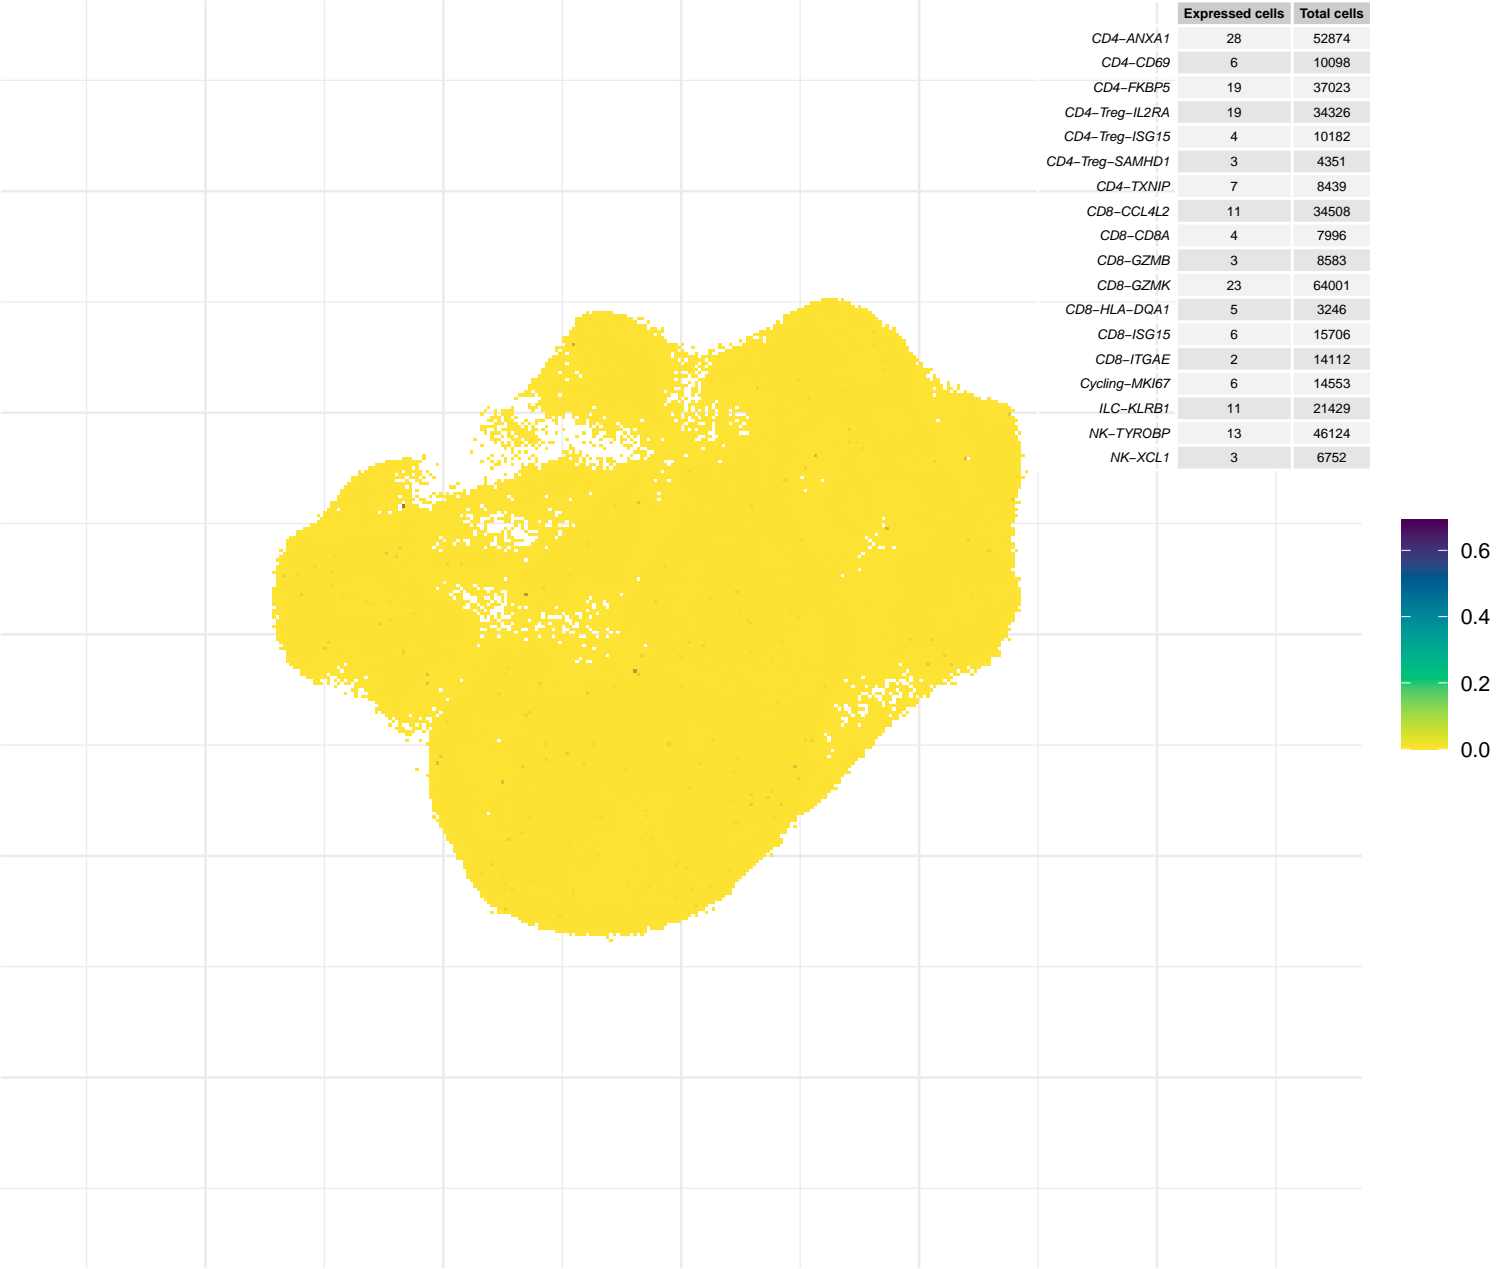 Expressed cells Total cells
CD4−ANXA1 28 52874
CD4−CD69 6 10098
CD4−FKBP5 19 37023
CD4−Treg−IL2RA 19 34326
CD4−Treg−ISG15 4 10182
CD4−Treg−SAMHD1 3 4351
CD4−TXNIP 7 8439
CD8−CCL4L2 11 34508
CD8−CD8A 4 7996
CD8−GZMB 3 8583
CD8−GZMK 23 64001
CD8−HLA−DQA1 5 3246
CD8−ISG15 6 15706
CD8−ITGAE 2 14112
Cycling−MKI67 6 14553
ILC−KLRB1 11 21429
NK−TYROBP 13 46124
NK−XCL1 3 6752
0.6
0.4
0.2
0.0